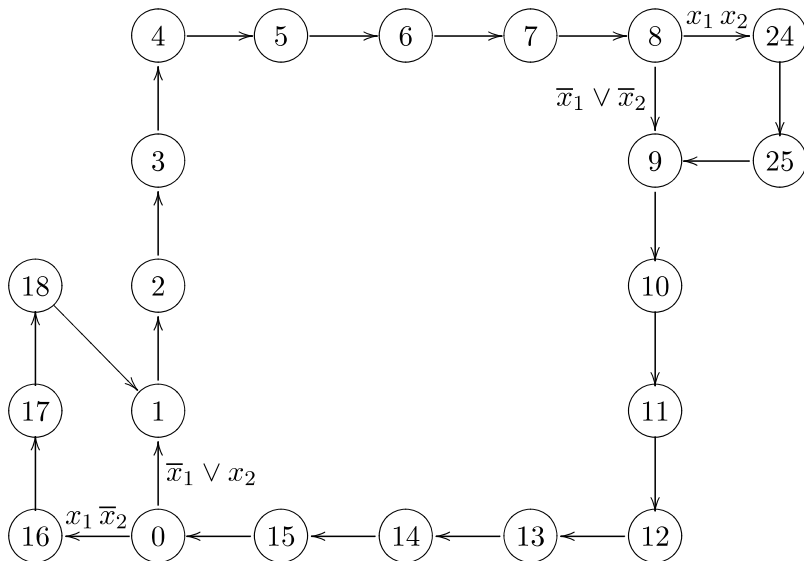 4 5 6 7 8 x₁ x₂ 24
x̅₁ ∨ x̅₂
3 9 25
18 2 10
17 1 11
x̅₁ ∨ x₂
16 x₁ x̅₂ 0 15 14 13 12